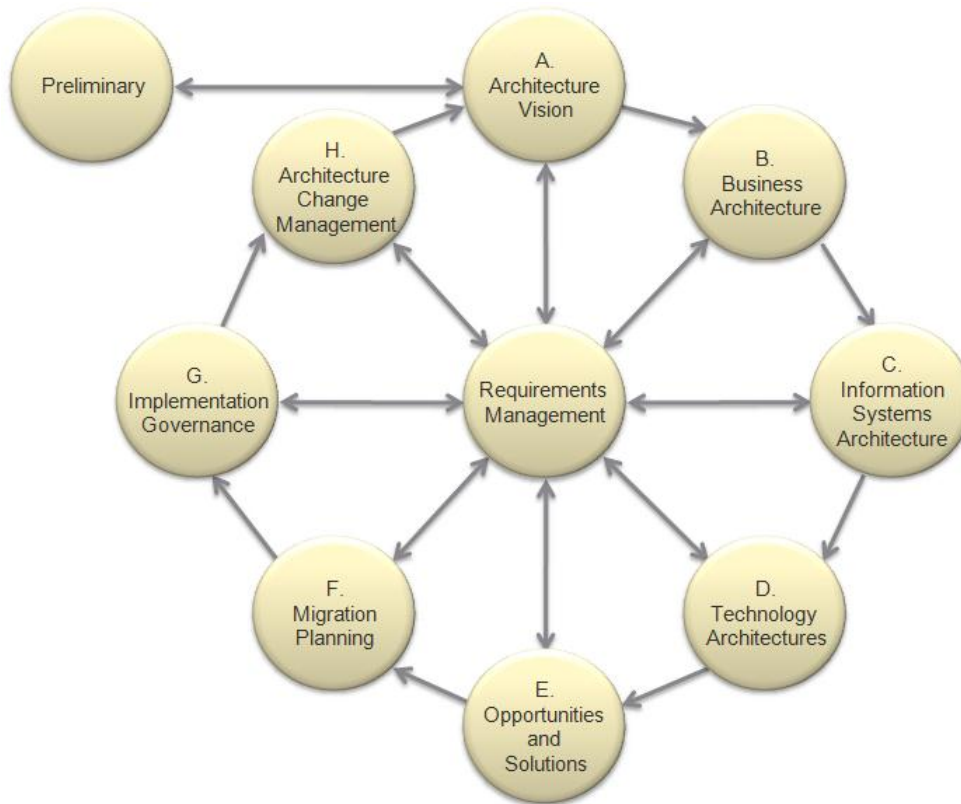 Preliminary
A.
Architecture
Vision
B.
Business
Architecture
C.
Information
Systems
Architecture
D.
Technology
Architectures
E.
Opportunities
and
Solutions
F.
Migration
Planning
G.
Implementation
Governance
H.
Architecture
Change
Management
Requirements
Management